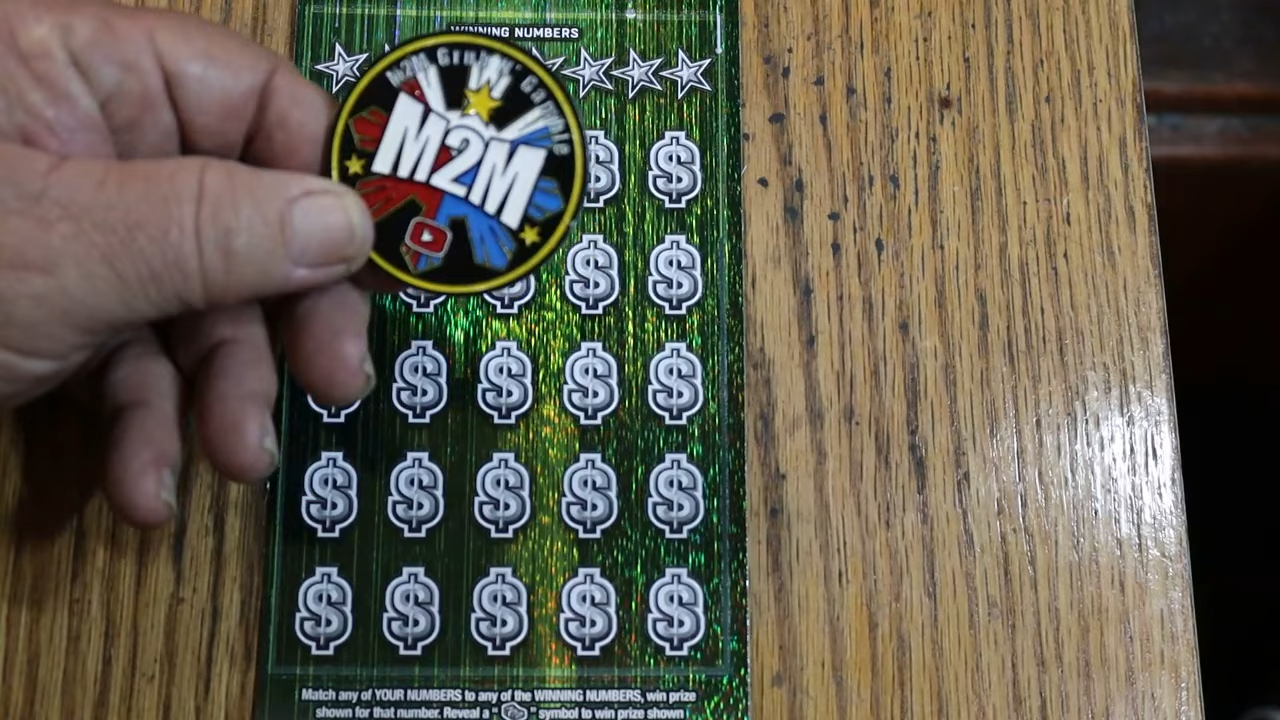 WINNING NUMBERS
M2M
Match any of YOUR NUMBERS to any of the WINNING NUMBERS, win prize
shown for that number. Reveal a " " symbol to win prize shown